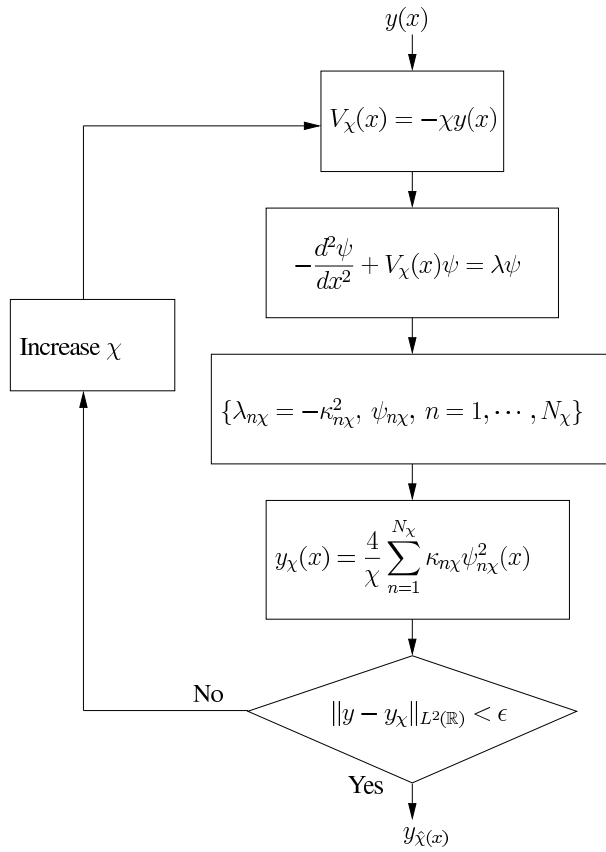 y(x)
V_χ(x) = −χy(x)
−d²ψ/dx² + V_χ(x)ψ = λψ
Increase χ
{λ_{nχ} = −κ²_{nχ}, ψ_{nχ}, n = 1, ⋯ , N_χ}
y_χ(x) = 4/χ ∑_{n=1}^{N_χ} κ_{nχ}ψ²_{nχ}(x)
No
‖y − y_χ‖_{L²(ℝ)} < ϵ
Yes
y_{χ̂(x)}